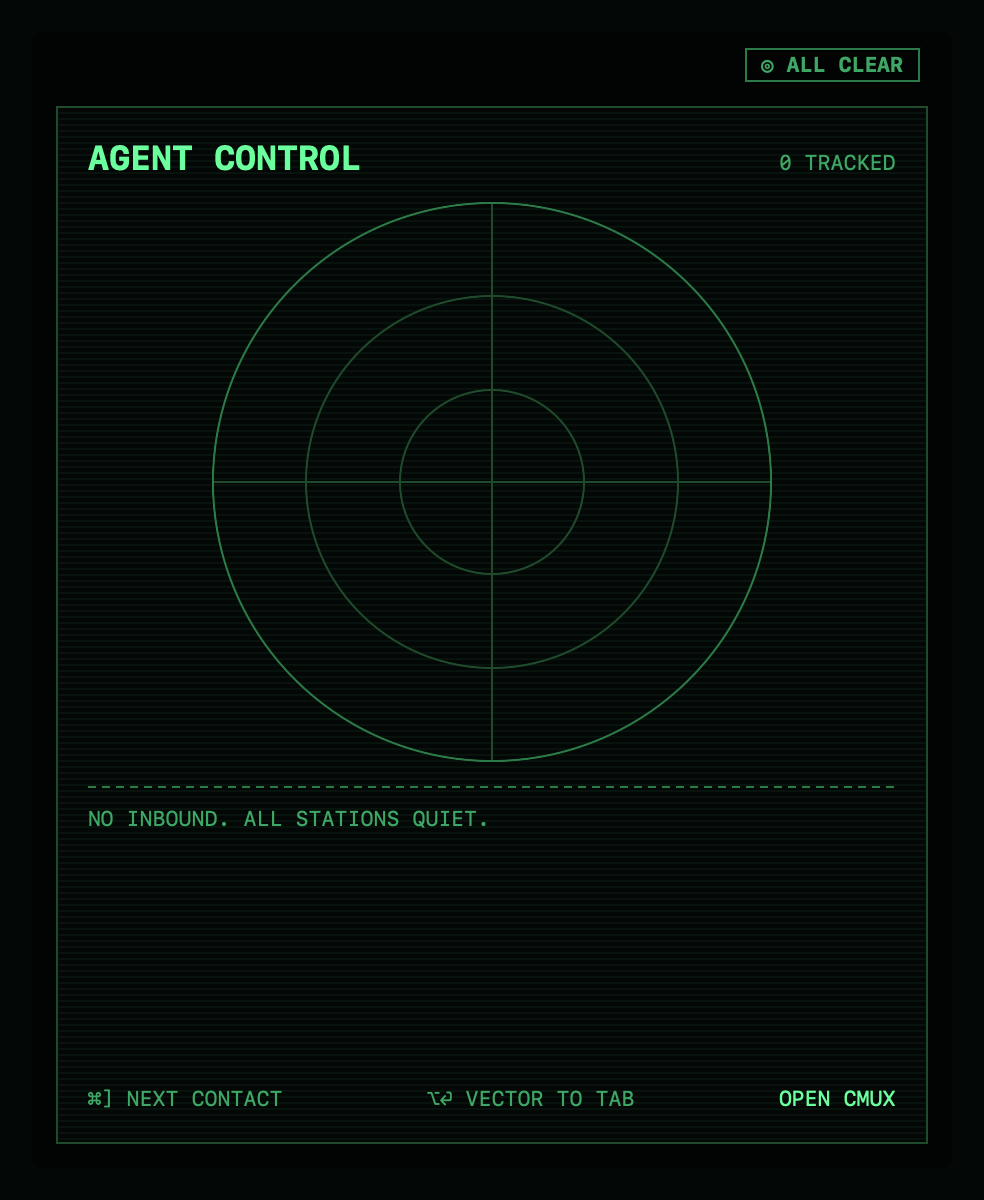 ◎ ALL CLEAR
AGENT CONTROL
0 TRACKED
NO INBOUND. ALL STATIONS QUIET.
⌘] NEXT CONTACT
⌥⏎ VECTOR TO TAB
OPEN CMUX